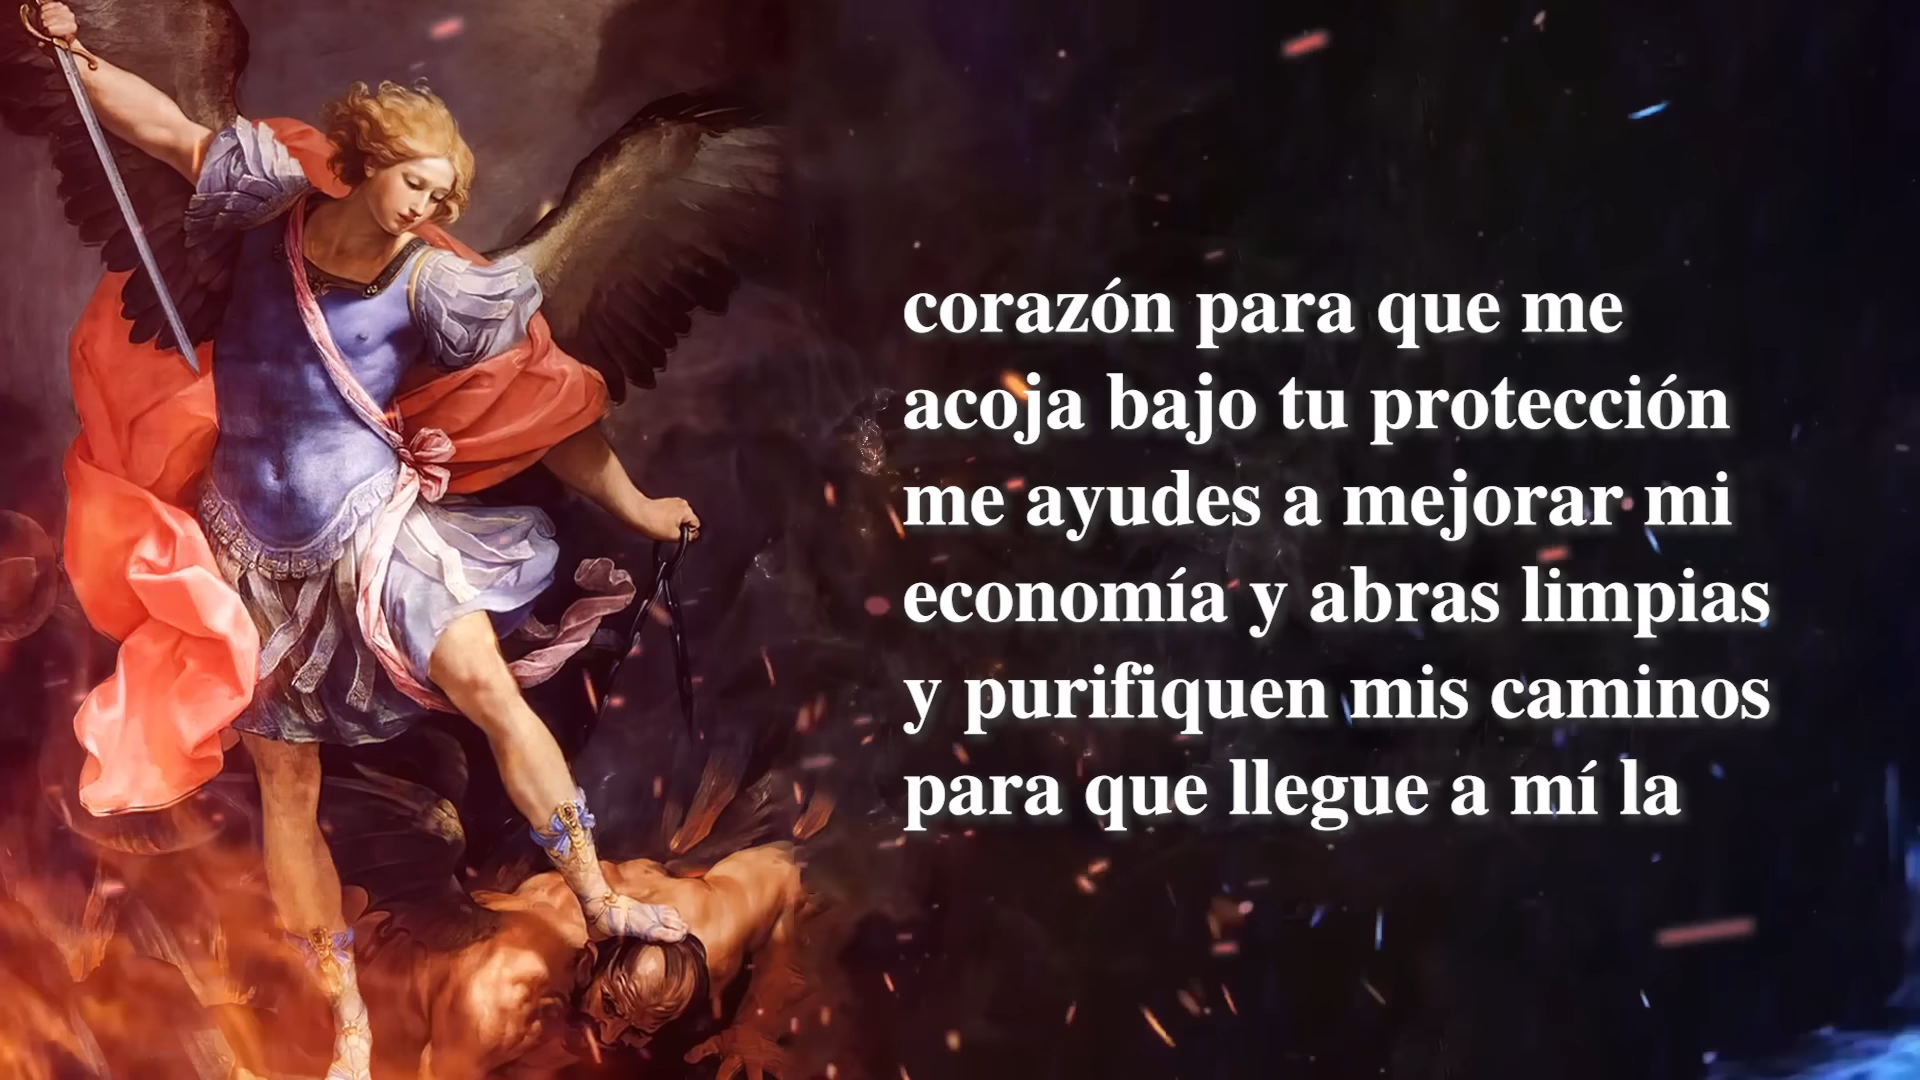 corazón para que me
acoja bajo tu protección
me ayudes a mejorar mi
economía y abras limpias
y purifiquen mis caminos
para que llegue a mí la